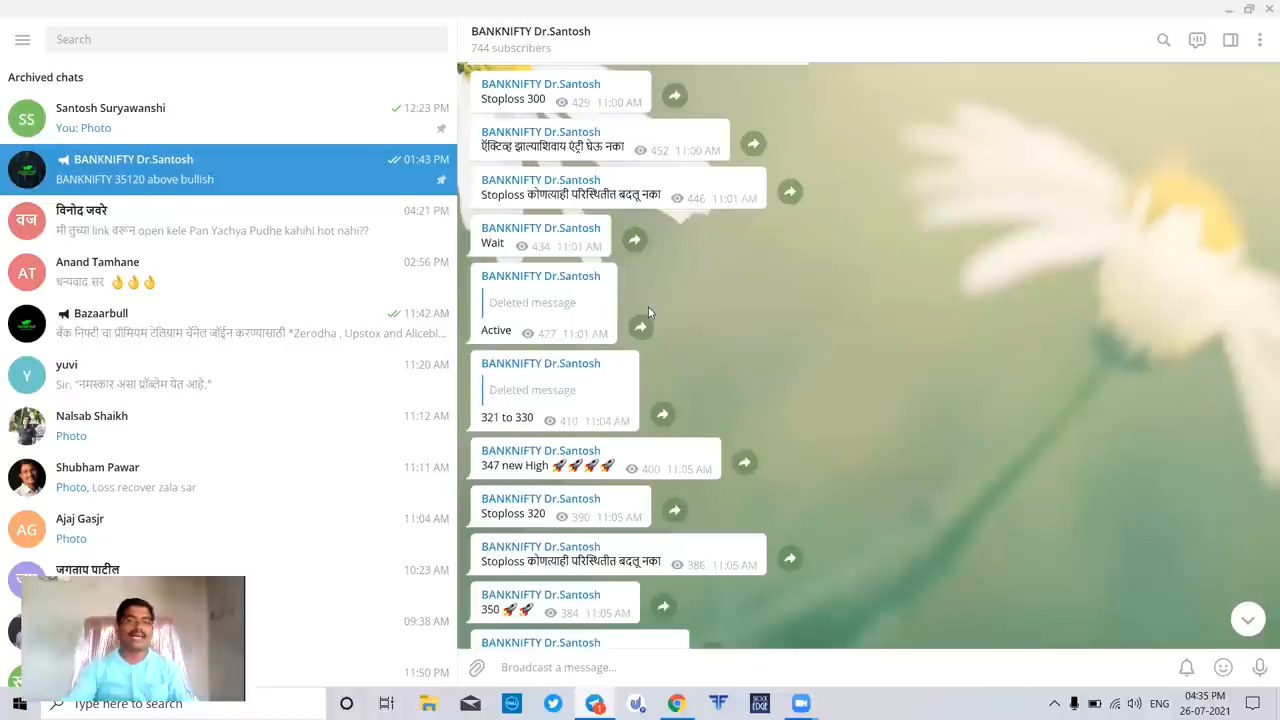 Search
Archived chats
Santosh Suryawanshi
12:23 PM
You: Photo
BANKNIFTY Dr.Santosh
01:43 PM
BANKNIFTY 35120 above bullish
विनोद जवरे
04:21 PM
मी तुच्या link वरून open kele Pan Yachya Pudhe kahihl hot nahi??
Anand Tamhane
02:56 PM
धन्यवाद सर 👌👌👌
Bazaarbull
11:42 AM
बँक निफ्टी चा प्रीमियम टेलिग्राम चॅनेल जॉईन करण्यासाठी *Zerodha , Upstox and Alicebl...
yuvi
11:20 AM
Sir, "नमस्कार असा प्रॉब्लेम येत आहे."
Nalsab Shaikh
11:12 AM
Photo
Shubham Pawar
11:11 AM
Photo, Loss recover zala sar
Ajaj Gasjr
11:04 AM
Photo
जगताप पाटील
10:23 AM
09:38 AM
11:50 PM
BANKNIFTY Dr.Santosh
744 subscribers
BANKNIFTY Dr.Santosh
Stoploss 300 429 11:00 AM
BANKNIFTY Dr.Santosh
ऍक्टिव्ह झाल्याशिवाय एंट्री घेऊ नका 452 11:00 AM
BANKNIFTY Dr.Santosh
Stoploss कोणत्याही परिस्थितीत बदलू नका 446 11:01 AM
BANKNIFTY Dr.Santosh
Wait 434 11:01 AM
BANKNIFTY Dr.Santosh
Deleted message
Active 427 11:01 AM
BANKNIFTY Dr.Santosh
Deleted message
321 to 330 410 11:04 AM
BANKNIFTY Dr.Santosh
347 new High 🚀🚀🚀🚀 400 11:05 AM
BANKNIFTY Dr.Santosh
Stoploss 320 390 11:05 AM
BANKNIFTY Dr.Santosh
Stoploss कोणत्याही परिस्थितीत बदलू नका 386 11:05 AM
BANKNIFTY Dr.Santosh
350 🚀🚀 384 11:05 AM
BANKNIFTY Dr.Santosh
Broadcast a message...
Type here to search
ENG
04:35 PM
26-07-2021
SS
वज
AT
Y
AG